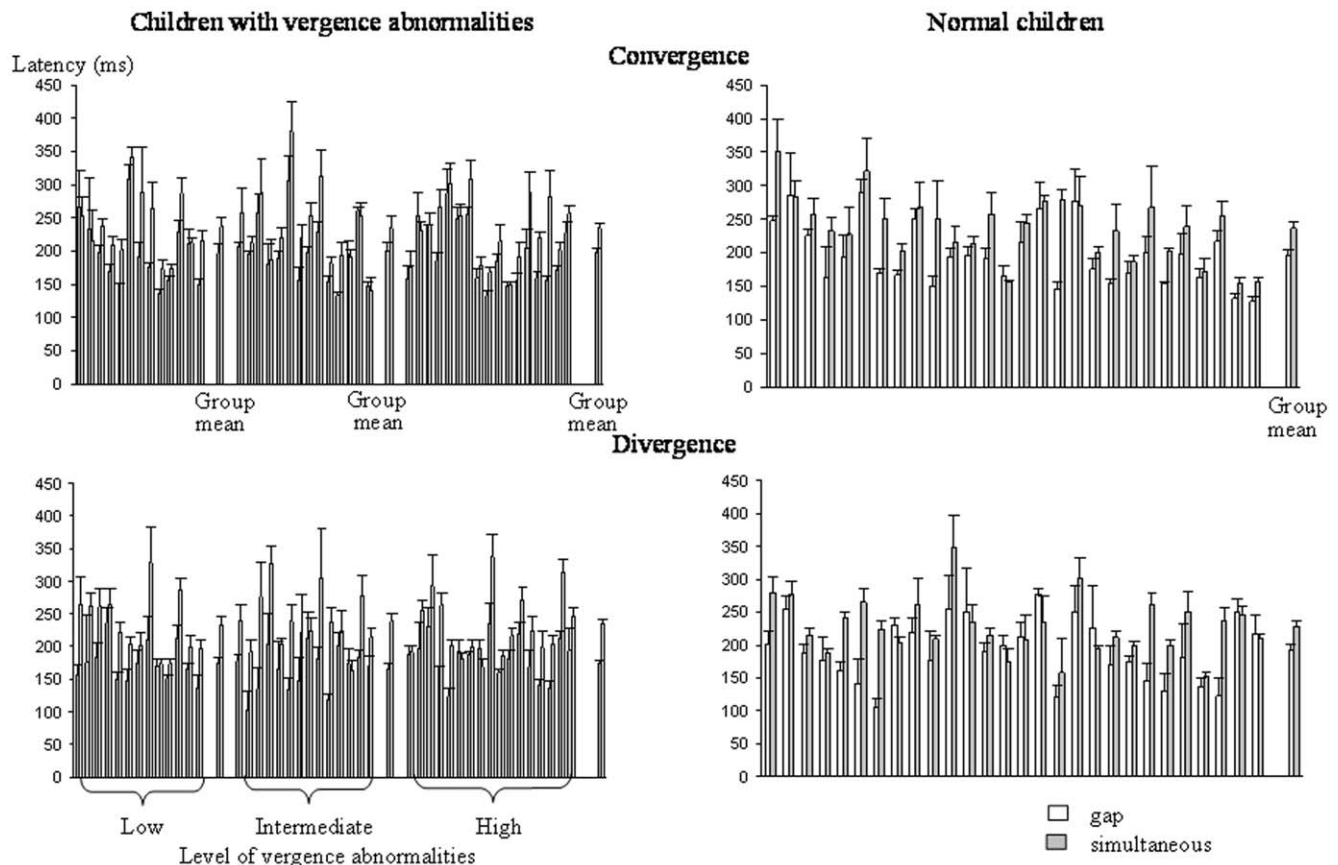 Children with vergence abnormalities
Normal children
Convergence
Latency (ms)
450
400
350
300
250
200
150
100
50
0
Group mean
Group mean
Group mean
450
400
350
300
250
200
150
100
50
0
Group
mean
Divergence
450
400
350
300
250
200
150
100
50
0
Low
Intermediate
High
Level of vergence abnormalities
450
400
350
300
250
200
150
100
50
0
gap
simultaneous